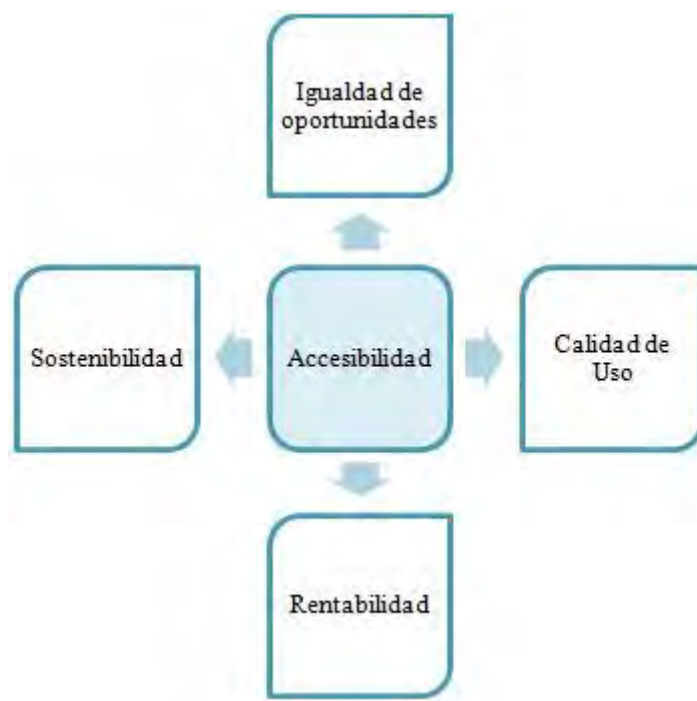 Igualdad de
oportunidades
Sostenibilidad
Accesibilidad
Calidad de
Uso
Rentabilidad